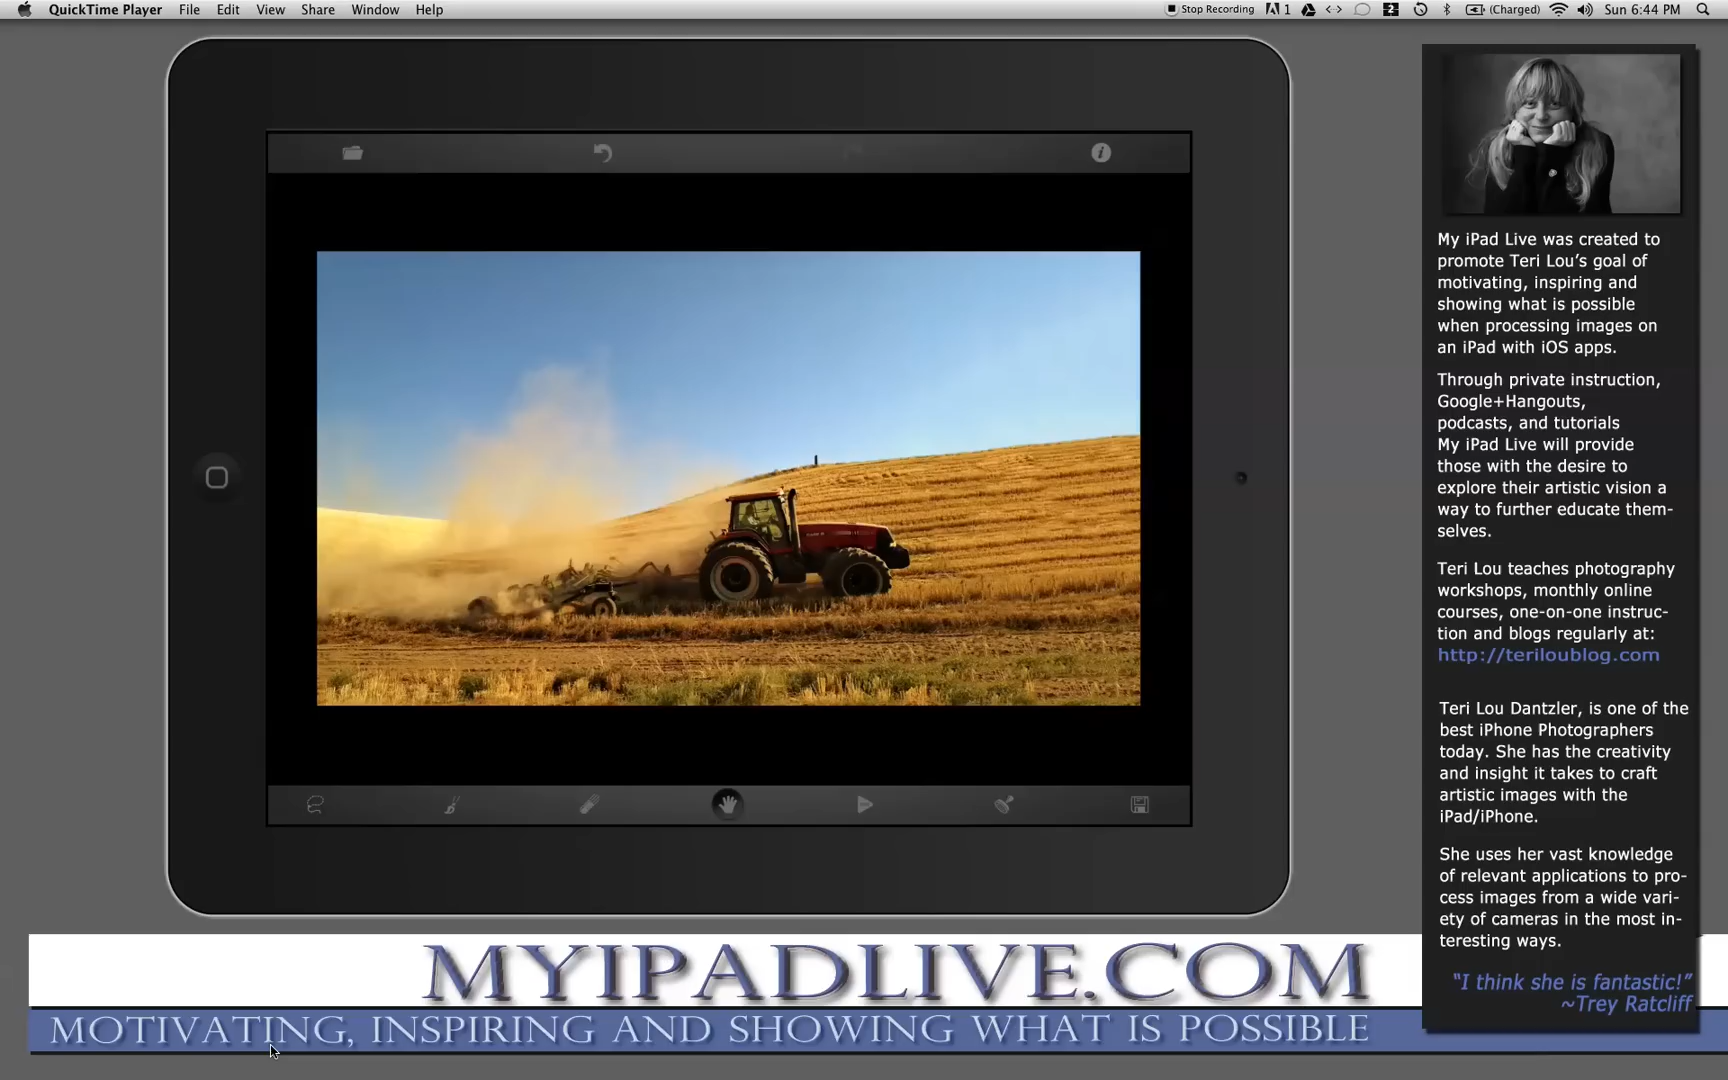 QuickTime Player File Edit View Share Window Help Stop Recording 1 2 (Charged) Sun 6:44 PM
My iPad Live was created to
promote Teri Lou's goal of
motivating, inspiring and
showing what is possible
when processing images on
an iPad with iOS apps.
Through private instruction,
Google+Hangouts,
podcasts, and tutorials
My iPad Live will provide
those with the desire to
explore their artistic vision a
way to further educate them-
selves.
Teri Lou teaches photography
workshops, monthly online
courses, one-on-one instruc-
tion and blogs regularly at:
http://teriloublog.com
Teri Lou Dantzler, is one of the
best iPhone Photographers
today. She has the creativity
and insight it takes to craft
artistic images with the
iPad/iPhone.
She uses her vast knowledge
of relevant applications to pro-
cess images from a wide vari-
ety of cameras in the most in-
teresting ways.
"I think she is fantastic!"
~Trey Ratcliff
MYIPADLIVE.COM
MOTIVATING, INSPIRING AND SHOWING WHAT IS POSSIBLE